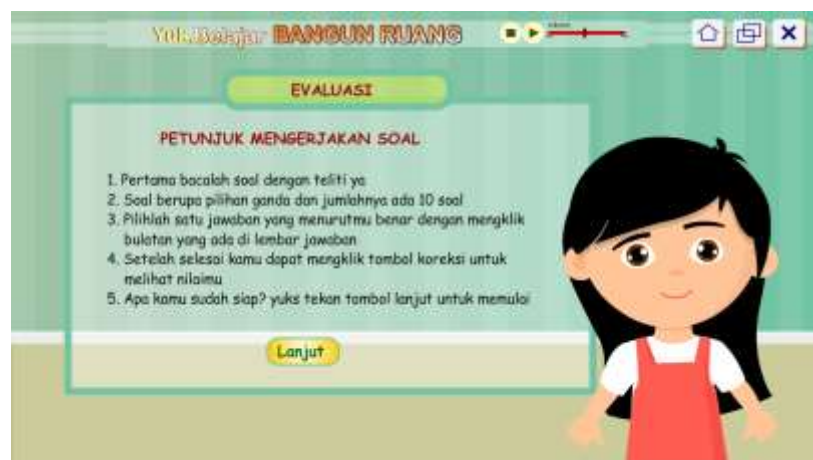 Yuk Belajar BANGUN RUANG
EVALUASI
PETUNJUK MENGERJAKAN SOAL
1. Pertama bacalah soal dengan teliti ya
2. Soal berupa pilihan ganda dan jumlahnya ada 10 soal
3. Pilihlah satu jawaban yang menurutmu benar dengan mengklik
bulatan yang ada di lembar jawaban
4. Setelah selesai kamu dapat mengklik tombol koreksi untuk
melihat nilaimu
5. Apa kamu sudah siap? yuks tekan tombol lanjut untuk memulai
Lanjut